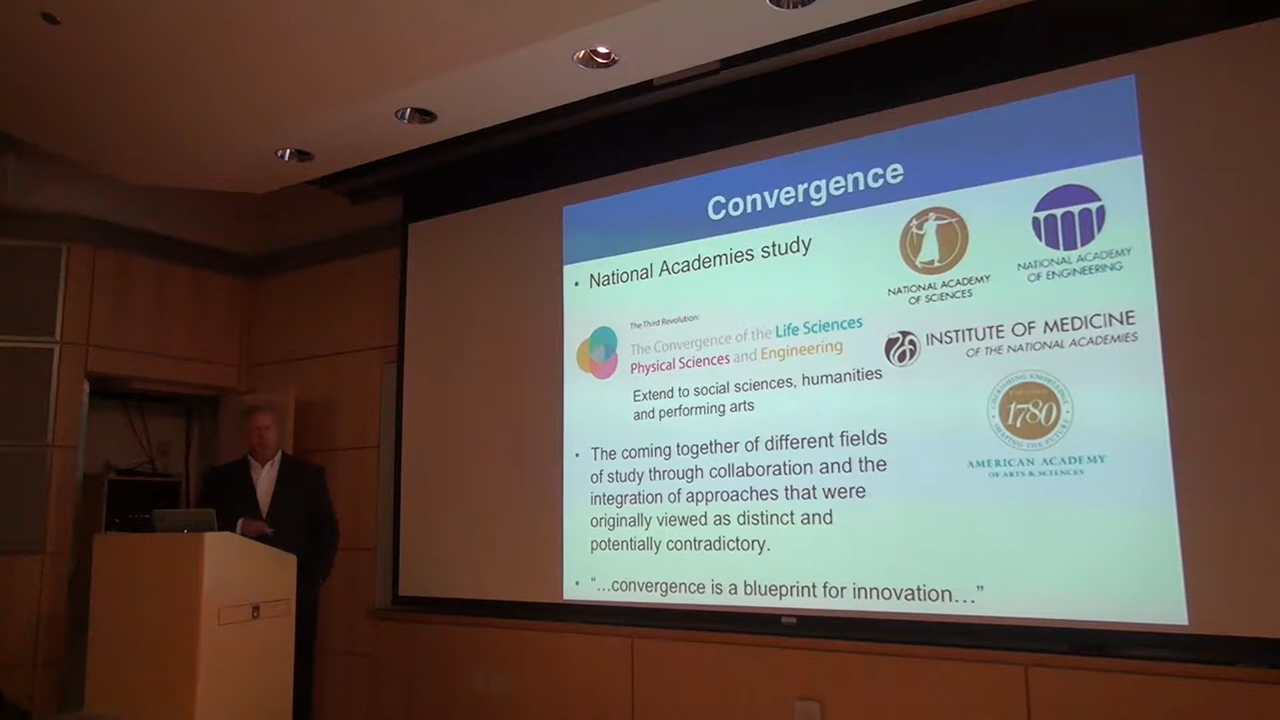 Convergence
• National Academies study
NATIONAL ACADEMY
OF SCIENCES
NATIONAL ACADEMY
OF ENGINEERING
The Third Revolution:
The Convergence of the Life Sciences
Physical Sciences and Engineering
Extend to social sciences, humanities
and performing arts
INSTITUTE OF MEDICINE
OF THE NATIONAL ACADEMIES
1780
AMERICAN ACADEMY
OF ARTS & SCIENCES
• The coming together of different fields
of study through collaboration and the
integration of approaches that were
originally viewed as distinct and
potentially contradictory.
• “…convergence is a blueprint for innovation…”